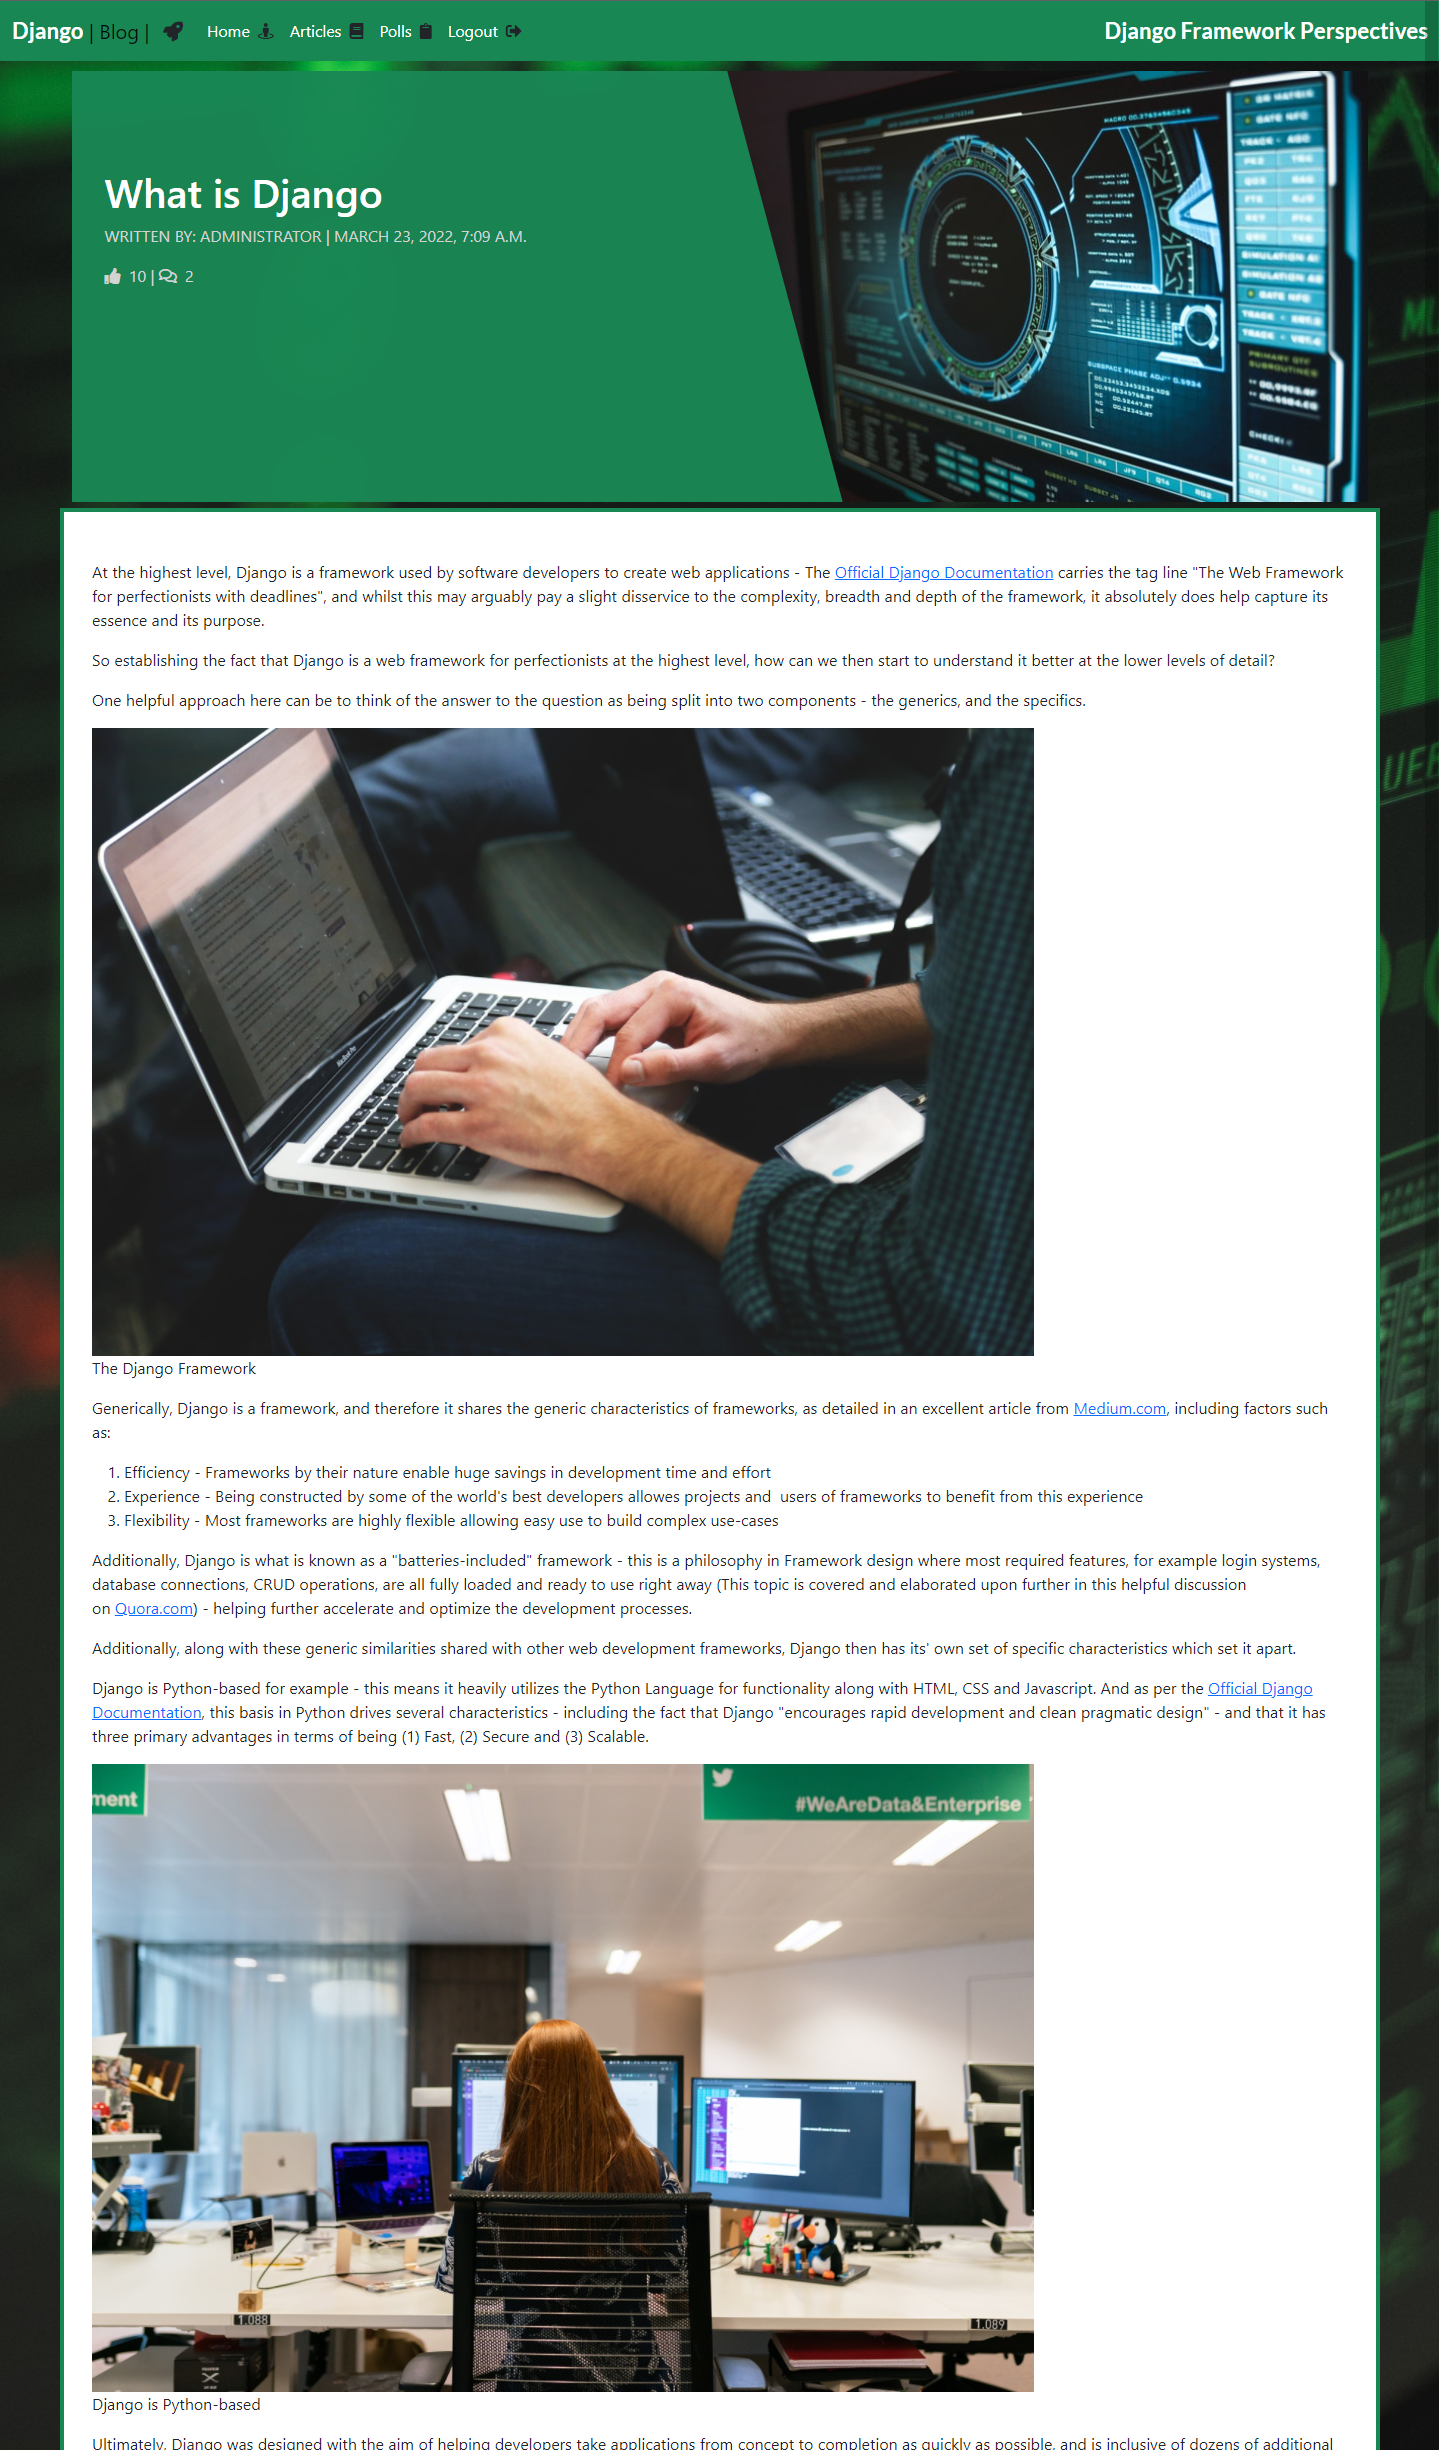 Django | Blog | Home Articles Polls Logout Django Framework Perspectives
What is Django
WRITTEN BY: ADMINISTRATOR | MARCH 23, 2022, 7:09 A.M.
10 | 2
At the highest level, Django is a framework used by software developers to create web applications - The Official Django Documentation carries the tag line "The Web Framework
for perfectionists with deadlines", and whilst this may arguably pay a slight disservice to the complexity, breadth and depth of the framework, it absolutely does help capture its
essence and its purpose.
So establishing the fact that Django is a web framework for perfectionists at the highest level, how can we then start to understand it better at the lower levels of detail?
One helpful approach here can be to think of the answer to the question as being split into two components - the generics, and the specifics.
The Django Framework
Generically, Django is a framework, and therefore it shares the generic characteristics of frameworks, as detailed in an excellent article from Medium.com, including factors such
as:
1. Efficiency - Frameworks by their nature enable huge savings in development time and effort
2. Experience - Being constructed by some of the world's best developers allowes projects and  users of frameworks to benefit from this experience
3. Flexibility - Most frameworks are highly flexible allowing easy use to build complex use-cases
Additionally, Django is what is known as a "batteries-included" framework - this is a philosophy in Framework design where most required features, for example login systems,
database connections, CRUD operations, are all fully loaded and ready to use right away (This topic is covered and elaborated upon further in this helpful discussion
on Quora.com) - helping further accelerate and optimize the development processes.
Additionally, along with these generic similarities shared with other web development frameworks, Django then has its' own set of specific characteristics which set it apart.
Django is Python-based for example - this means it heavily utilizes the Python Language for functionality along with HTML, CSS and Javascript. And as per the Official Django
Documentation, this basis in Python drives several characteristics - including the fact that Django "encourages rapid development and clean pragmatic design" - and that it has
three primary advantages in terms of being (1) Fast, (2) Secure and (3) Scalable.
ment
#WeAreData&Enterprise
1.088
1.089
Django is Python-based
Ultimately, Django was designed with the aim of helping developers take applications from concept to completion as quickly as possible, and is inclusive of dozens of additional